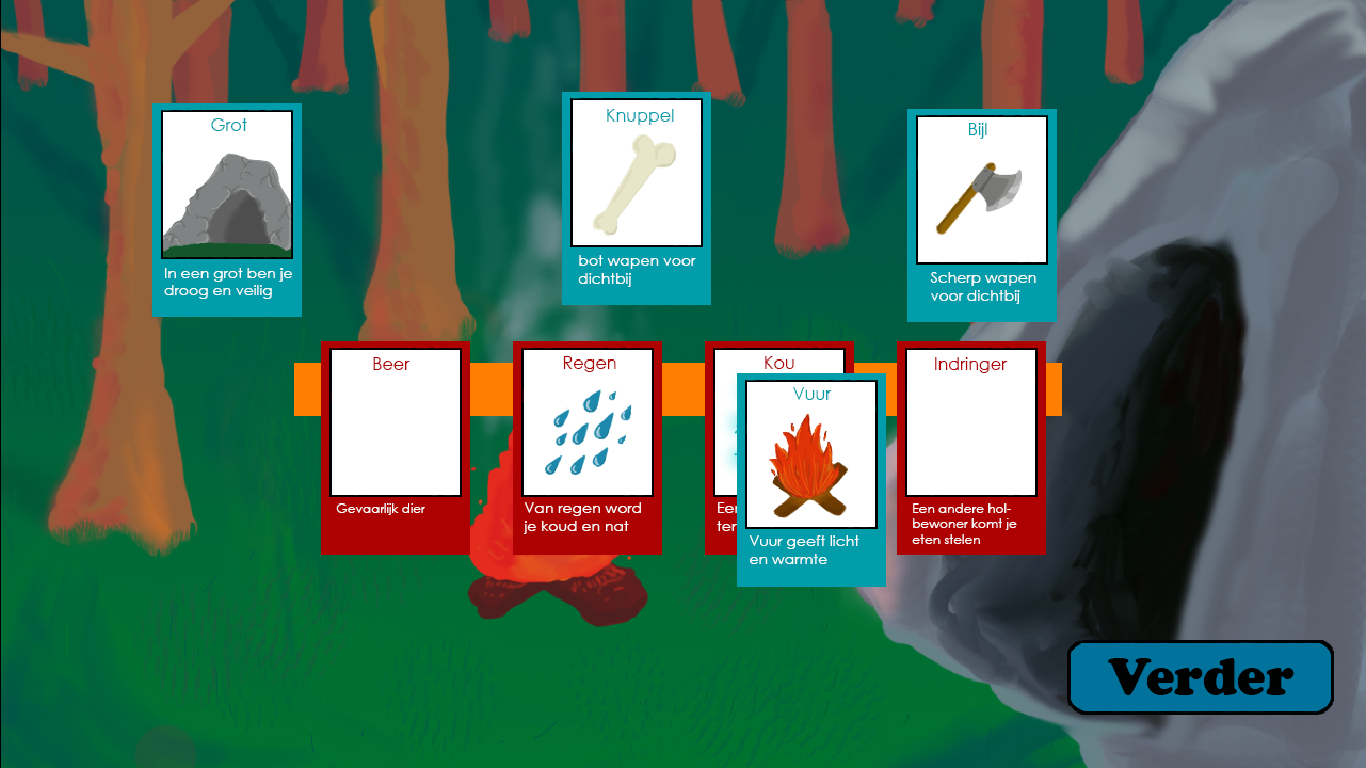 Grot
In een grot ben je
droog en veilig
Knuppel
bot wapen voor
dichtbij
Bijl
Scherp wapen
voor dichtbij
Beer
Gevaarlijk dier
Regen
Van regen word
je koud en nat
Kou
Vuur
Vuur geeft licht
en warmte
Indringer
Een andere hol-
bewoner komt je
eten stelen
Verder